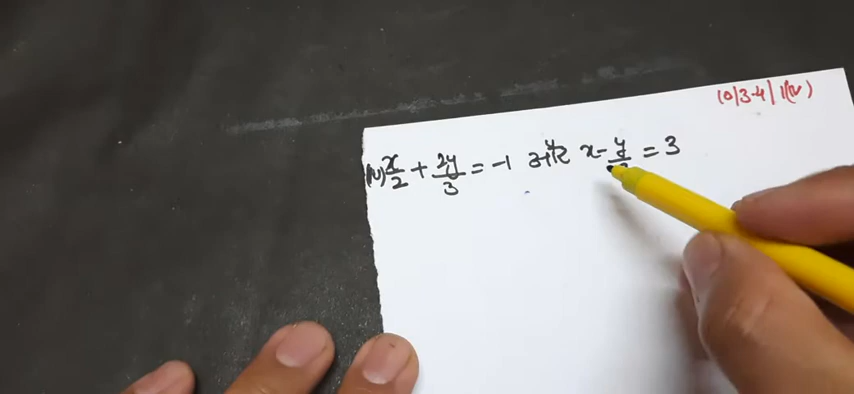 10/3.4/1(iv)
(iv) x/2 + 2y/3 = -1 और x - y/3 = 3